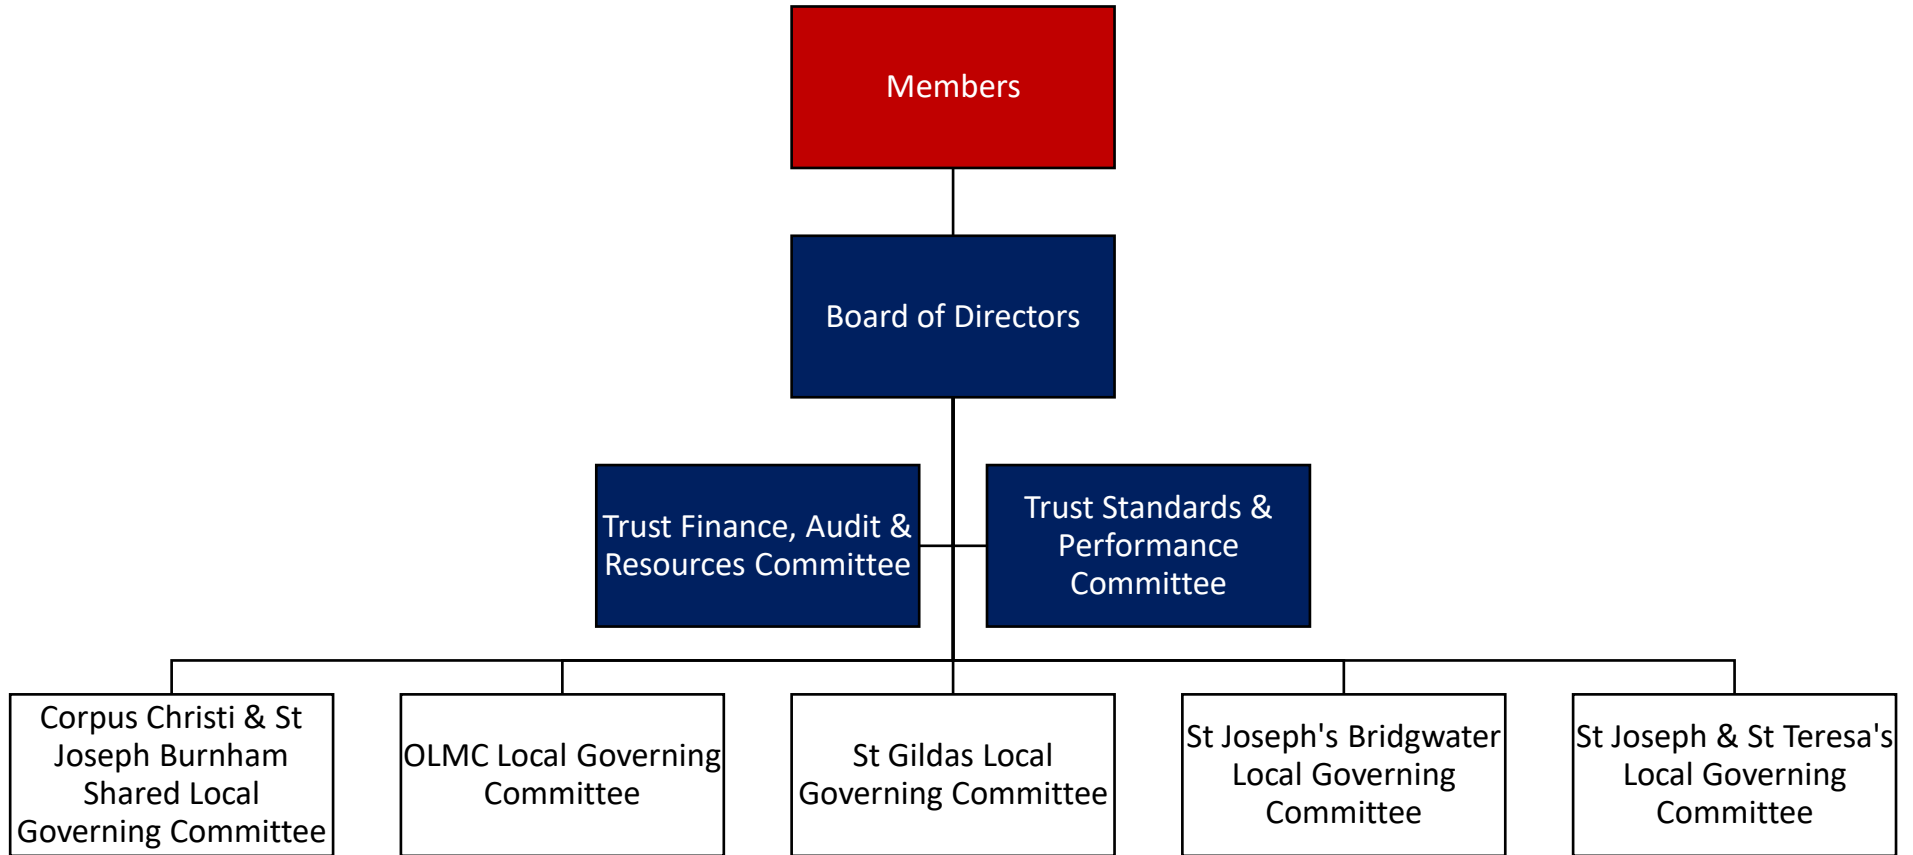 Members
Board of Directors
Trust Finance, Audit &
Resources Committee
Trust Standards &
Performance
Committee
Corpus Christi & St
Joseph Burnham
Shared Local
Governing Committee
OLMC Local Governing
Committee
St Gildas Local
Governing Committee
St Joseph's Bridgwater
Local Governing
Committee
St Joseph & St Teresa's
Local Governing
Committee